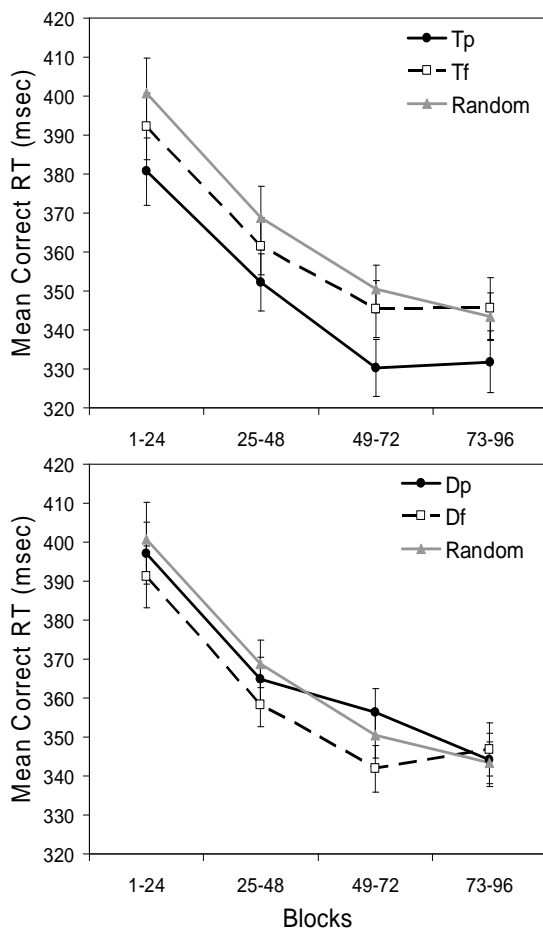 420
410
400
390
380
370
360
350
340
330
320
Mean Correct RT (msec)
Tp
Tf
Random
1-24 25-48 49-72 73-96
420
410
400
390
380
370
360
350
340
330
320
Mean Correct RT (msec)
Dp
Df
Random
1-24 25-48 49-72 73-96
Blocks